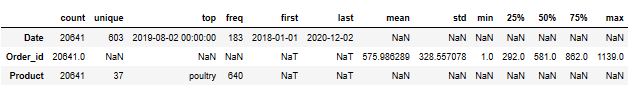 count unique top freq first last mean std min 25% 50% 75% max
Date 20641 603 2019-08-02 00:00:00 183 2018-01-01 2020-12-02 NaN NaN NaN NaN NaN NaN NaN
Order_id 20641.0 NaN NaN NaN NaT NaT 575.986289 328.557078 1.0 292.0 581.0 862.0 1139.0
Product 20641 37 poultry 640 NaT NaT NaN NaN NaN NaN NaN NaN NaN